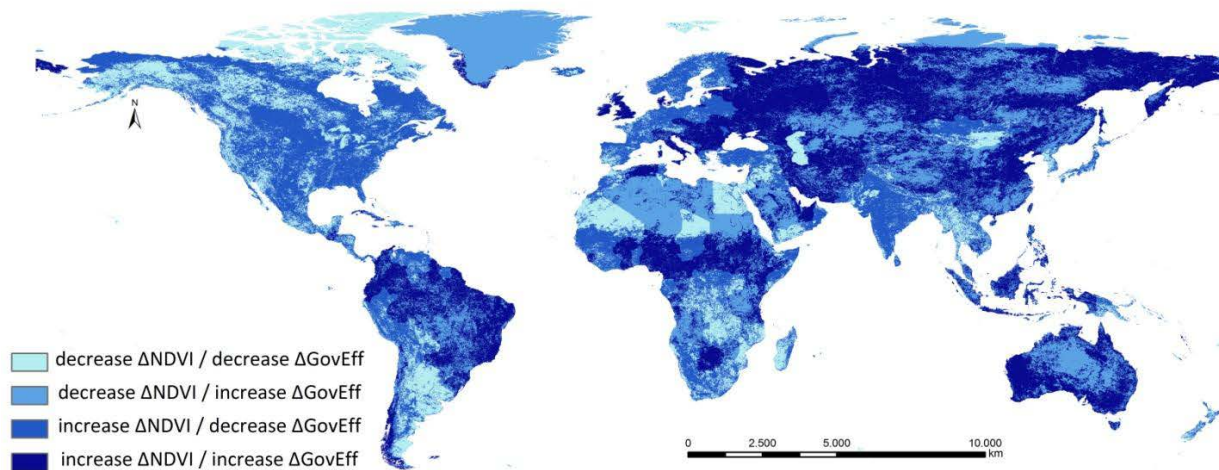 N
decrease ΔNDVI / decrease ΔGovEff
decrease ΔNDVI / increase ΔGovEff
increase ΔNDVI / decrease ΔGovEff
increase ΔNDVI / increase ΔGovEff
0 2.500 5.000 10.000
km